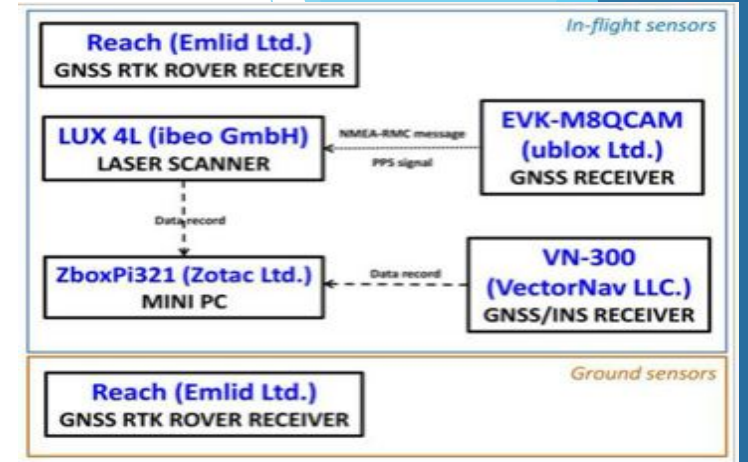 In-flight sensors
Reach (Emlid Ltd.)
GNSS RTK ROVER RECEIVER
LUX 4L (ibeo GmbH)
LASER SCANNER
NMEA-RMC message
PPS signal
EVK-M8QCAM
(ublox Ltd.)
GNSS RECEIVER
Data record
ZboxPi321 (Zotac Ltd.)
MINI PC
Data record
VN-300
(VectorNav LLC.)
GNSS/INS RECEIVER
Ground sensors
Reach (Emlid Ltd.)
GNSS RTK ROVER RECEIVER